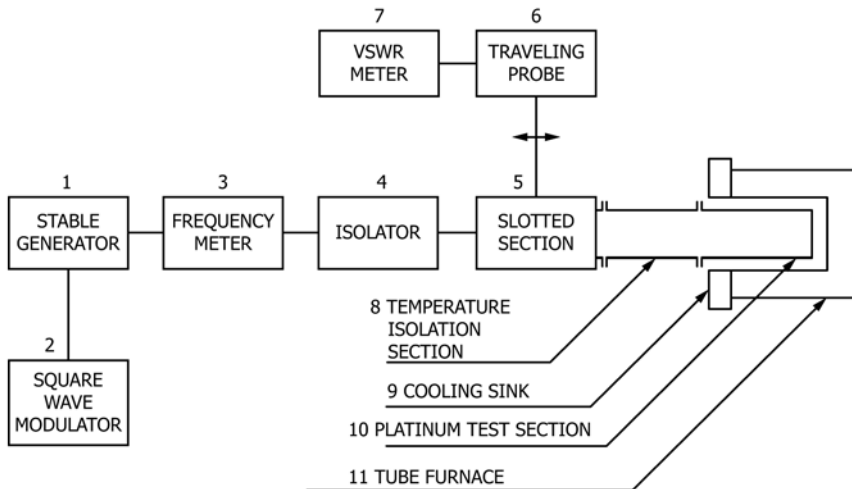 7
VSWR
METER
6
TRAVELING
PROBE
1
STABLE
GENERATOR
3
FREQUENCY
METER
4
ISOLATOR
5
SLOTTED
SECTION
2
SQUARE
WAVE
MODULATOR
8 TEMPERATURE
ISOLATION
SECTION
9 COOLING SINK
10 PLATINUM TEST SECTION
11 TUBE FURNACE